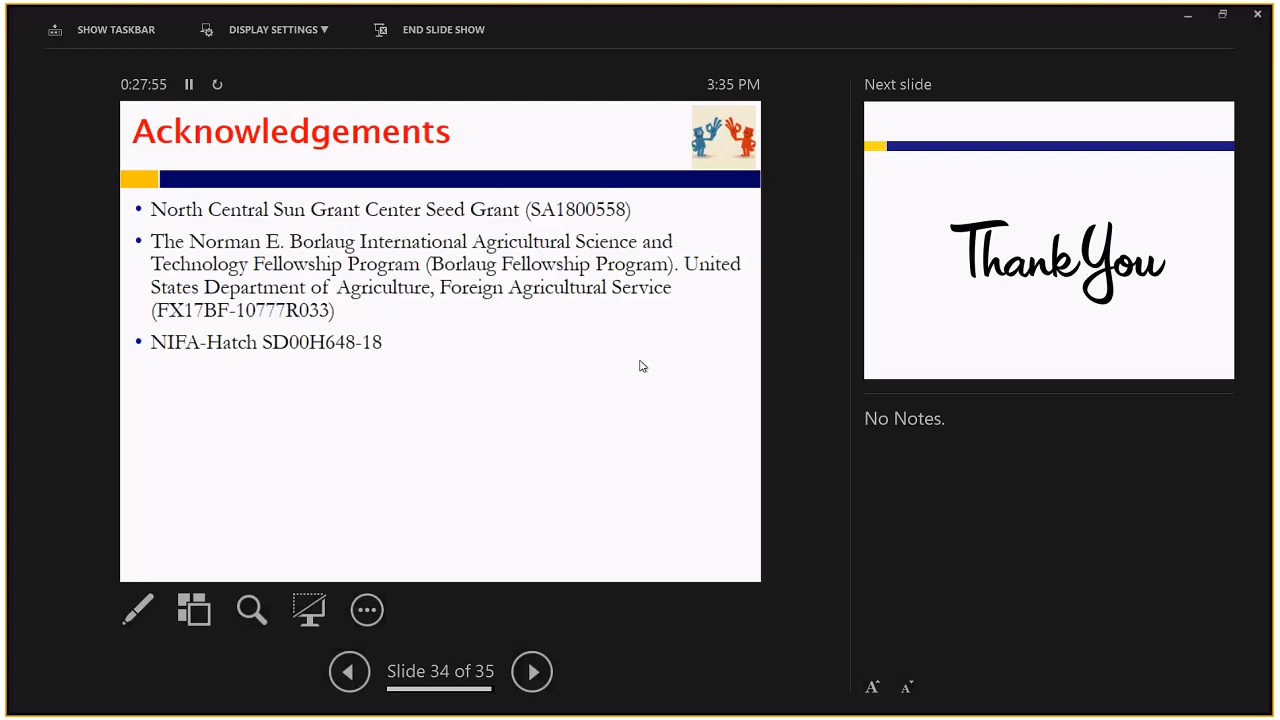 SHOW TASKBAR
DISPLAY SETTINGS ▼
END SLIDE SHOW
0:27:55
3:35 PM
Acknowledgements
• North Central Sun Grant Center Seed Grant (SA1800558)
• The Norman E. Borlaug International Agricultural Science and
Technology Fellowship Program (Borlaug Fellowship Program). United
States Department of Agriculture, Foreign Agricultural Service
(FX17BF-10777R033)
• NIFA-Hatch SD00H648-18
Slide 34 of 35
Next slide
Thank You
No Notes.
A
A